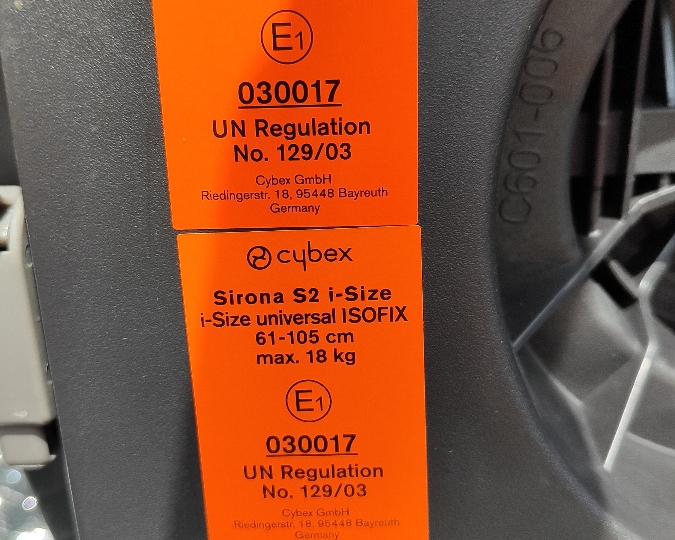 E1
030017
UN Regulation
No. 129/03
Cybex GmbH
Riedingerstr. 18, 95448 Bayreuth
Germany
cybex
Sirona S2 i-Size
i-Size universal ISOFIX
61-105 cm
max. 18 kg
E1
030017
UN Regulation
No. 129/03
Cybex GmbH
Riedingerstr. 18, 95448 Bayreuth
Germany
C601-006